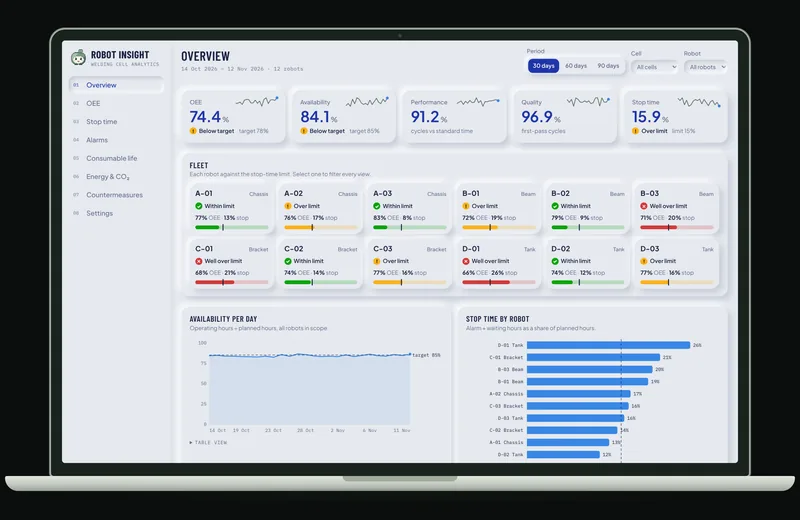 ROBOT INSIGHT
WELDING CELL ANALYTICS
01 Overview
02 OEE
03 Stop time
04 Alarms
05 Consumable life
06 Energy & CO₂
07 Countermeasures
08 Settings
OVERVIEW
14 Oct 2026 – 12 Nov 2026 · 12 robots
Period
30 days 60 days 90 days
Cell
All cells
Robot
All robots
OEE
74.4%
Below target target 78%
Availability
84.1%
Below target target 85%
Performance
91.2%
cycles vs standard time
Quality
96.9%
first-pass cycles
Stop time
15.9%
Over limit limit 15%
FLEET
Each robot against the stop-time limit. Select one to filter every view.
A-01 Chassis
Within limit
77% OEE · 13% stop
A-02 Chassis
Over limit
76% OEE · 17% stop
A-03 Chassis
Within limit
83% OEE · 8% stop
B-01 Beam
Over limit
72% OEE · 19% stop
B-02 Beam
Within limit
79% OEE · 9% stop
B-03 Beam
Well over limit
71% OEE · 20% stop
C-01 Bracket
Well over limit
68% OEE · 21% stop
C-02 Bracket
Within limit
74% OEE · 14% stop
C-03 Bracket
Over limit
77% OEE · 16% stop
D-01 Tank
Well over limit
66% OEE · 26% stop
D-02 Tank
Within limit
74% OEE · 12% stop
D-03 Tank
Over limit
77% OEE · 16% stop
AVAILABILITY PER DAY
Operating hours ÷ planned hours, all robots in scope
100
75
50
25
0
target 85%
14 Oct 19 Oct 23 Oct 28 Oct 2 Nov 6 Nov 11 Nov
▸ TABLE VIEW
STOP TIME BY ROBOT
Alarm + waiting hours as a share of planned hours.
D-01 Tank 26%
C-01 Bracket 21%
B-03 Beam 20%
B-01 Beam 19%
A-02 Chassis 17%
C-03 Bracket 16%
D-03 Tank 16%
C-02 Bracket 14%
A-01 Chassis 13%
D-02 Tank 12%